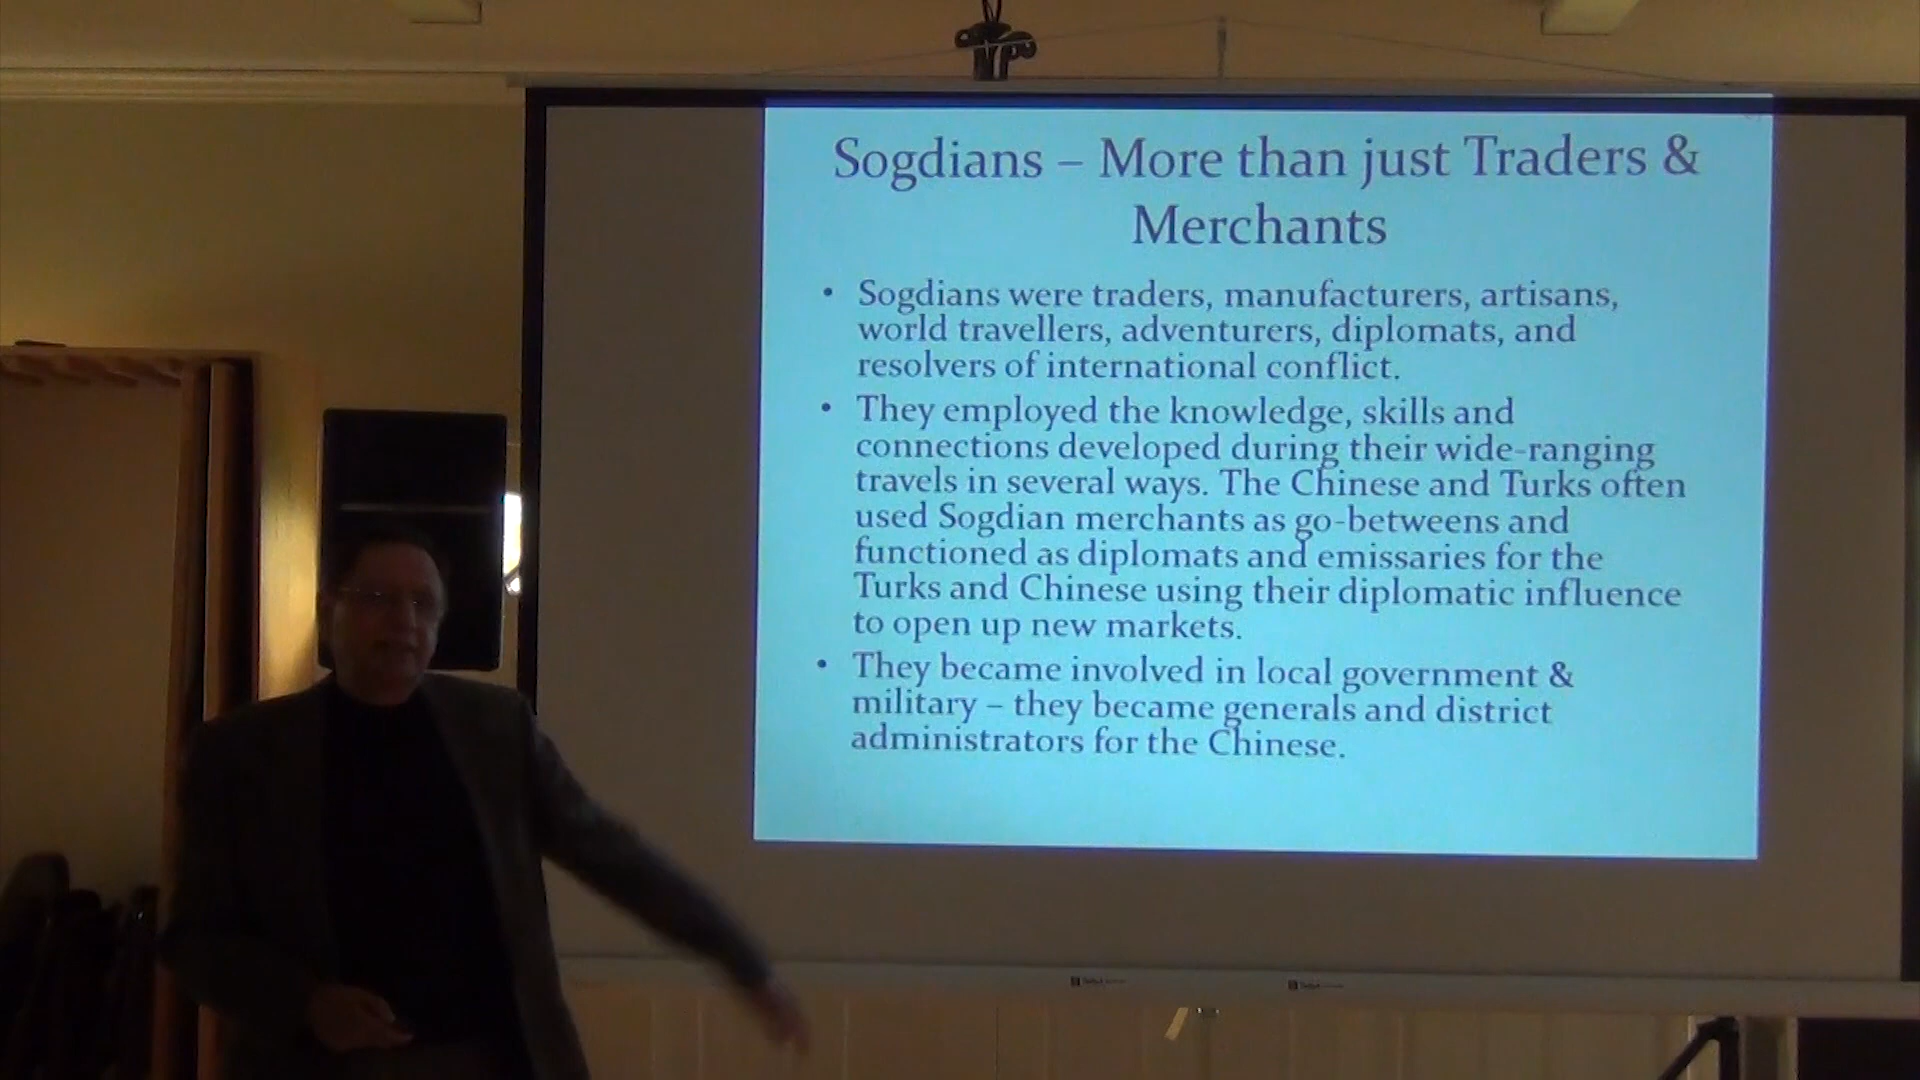 Sogdians – More than just Traders &
Merchants
• Sogdians were traders, manufacturers, artisans,
world travellers, adventurers, diplomats, and
resolvers of international conflict.
• They employed the knowledge, skills and
connections developed during their wide-ranging
travels in several ways. The Chinese and Turks often
used Sogdian merchants as go-betweens and
functioned as diplomats and emissaries for the
Turks and Chinese using their diplomatic influence
to open up new markets.
• They became involved in local government &
military – they became generals and district
administrators for the Chinese.